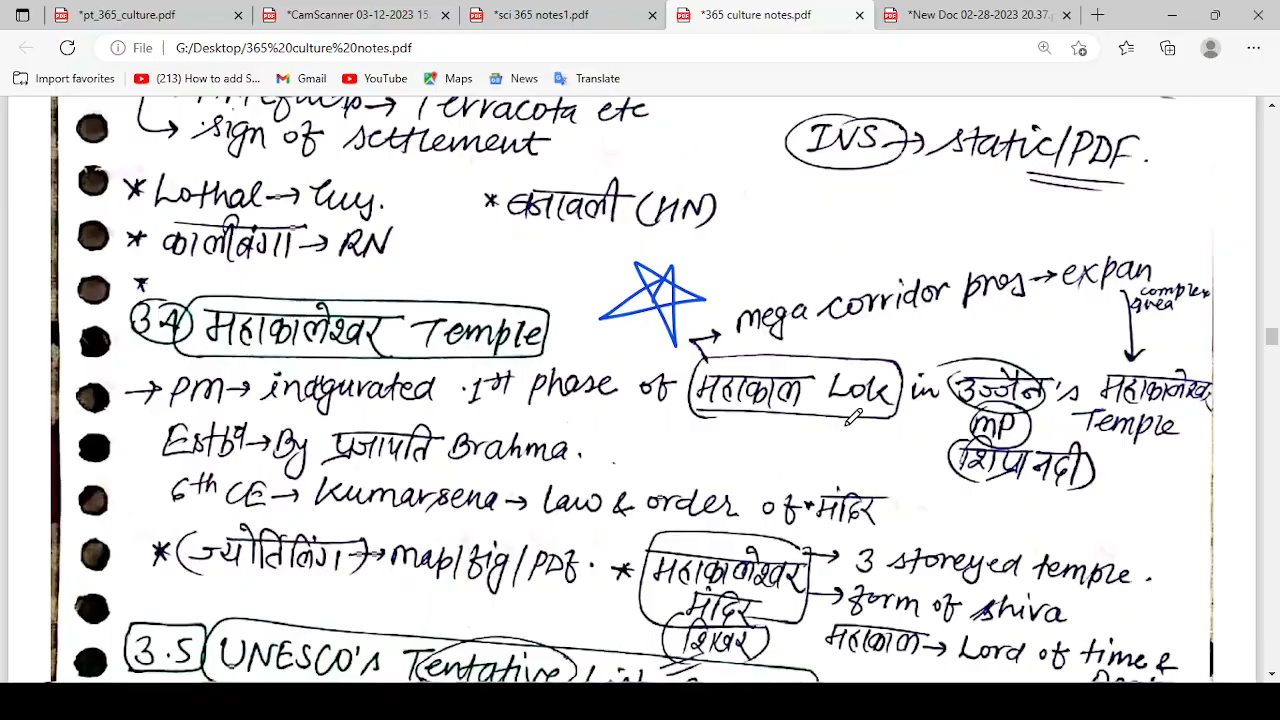 *pt_365_culture.pdf
*CamScanner 03-12-2023 15.
*sci 365 notes1.pdf
*365 culture notes.pdf
*New Doc 02-28-2023 20.37.p
File G:/Desktop/365%20culture%20notes.pdf
Import favorites
(213) How to add S...
Gmail
YouTube
Maps
News
Translate
→ Terracota etc
↳ sign of settlement
IVS → static/PDF.
* Lothal → Guj.
* बनावली (HN)
* कालीबंगा → RN
*
mega corridor proj → expan
complex area
3.4 महाकालेश्वर Temple
→ PM → inaugurated 1st phase of महाकाल Lok in उज्जैन's महाकालेश्वर Temple
MP
शिप्रा नदी
Estbd → By प्रजापति Brahma.
6th CE → Kumarsena → law & order of *मंदिर
* (ज्योर्तिलिंग) → map/fig/PDF.
* महाकालेश्वर मंदिर
→ 3 storeyed temple.
→ form of shiva
शिखर
महाकाल → Lord of time &
3.5 UNESCO's Tentative